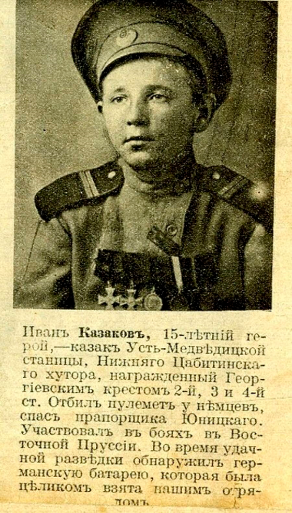 Иванъ Казаковъ, 15-лѣтній ге-
рой,—казакъ Усть-Медвѣдицкой
станицы, Нижняго Цабитинска-
го хутора, награжденный Геор-
гіевскимъ крестомъ 2-й, 3 и 4-й
ст. Отбилъ пулеметъ у нѣмцевъ,
спасъ прапорщика Юницкаго.
Участвовалъ въ бояхъ въ Вос-
точной Пруссіи. Во время удач-
ной развѣдки обнаружилъ гер-
манскую батарею, которая была
цѣликомъ взята нашимъ отря-
домъ